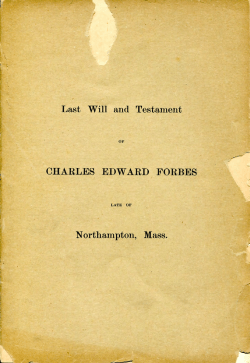 Last Will and Testament
OF
CHARLES EDWARD FORBES
LATE OF
Northampton, Mass.